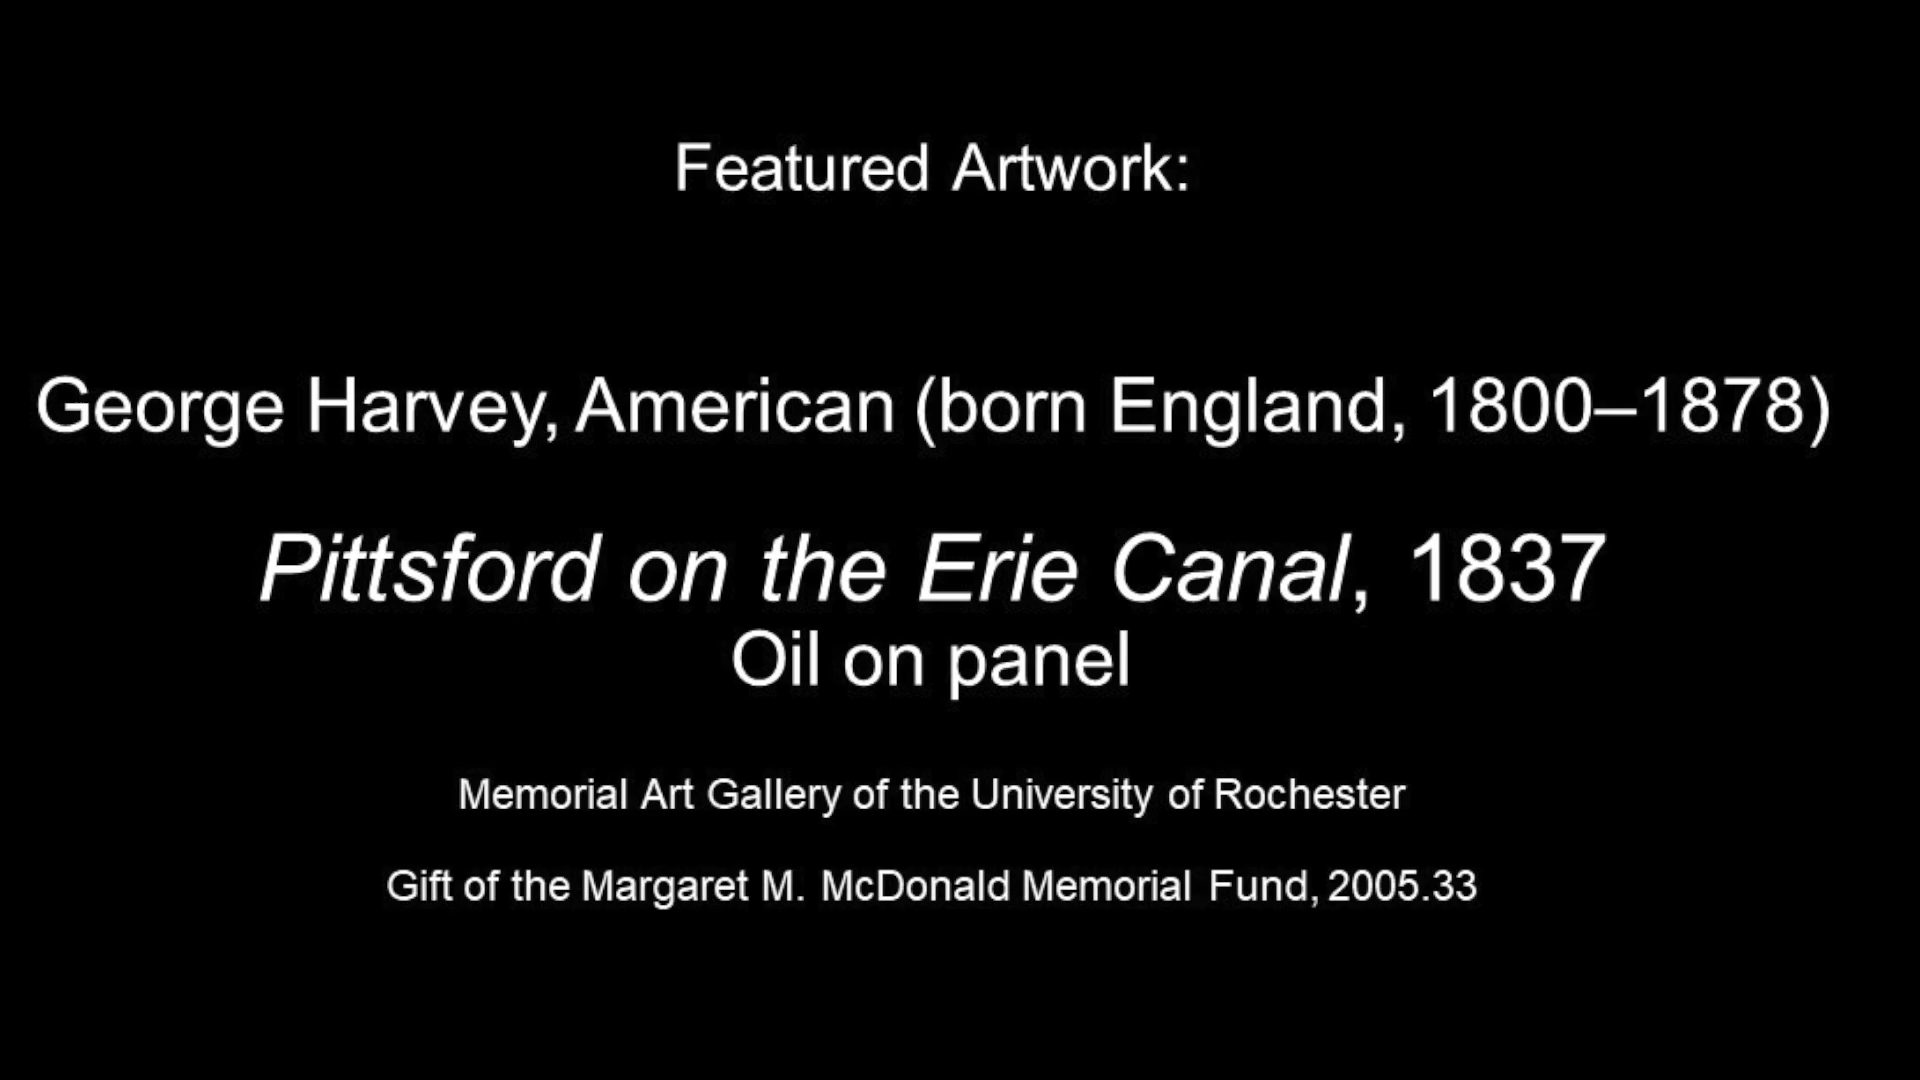 Featured Artwork:
George Harvey, American (born England, 1800–1878)
Pittsford on the Erie Canal, 1837
Oil on panel
Memorial Art Gallery of the University of Rochester
Gift of the Margaret M. McDonald Memorial Fund, 2005.33